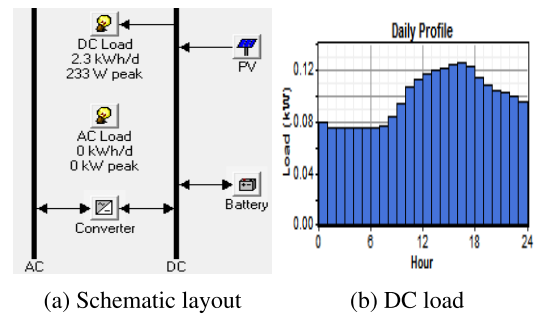 DC Load
2.3 kWh/d
233 W peak
PV
AC Load
0 kWh/d
0 kW peak
Battery
Converter
AC
DC
(a) Schematic layout
Daily Profile
Load (kW)
0.12
0.08
0.04
0.00
0
6
12
18
24
Hour
(b) DC load